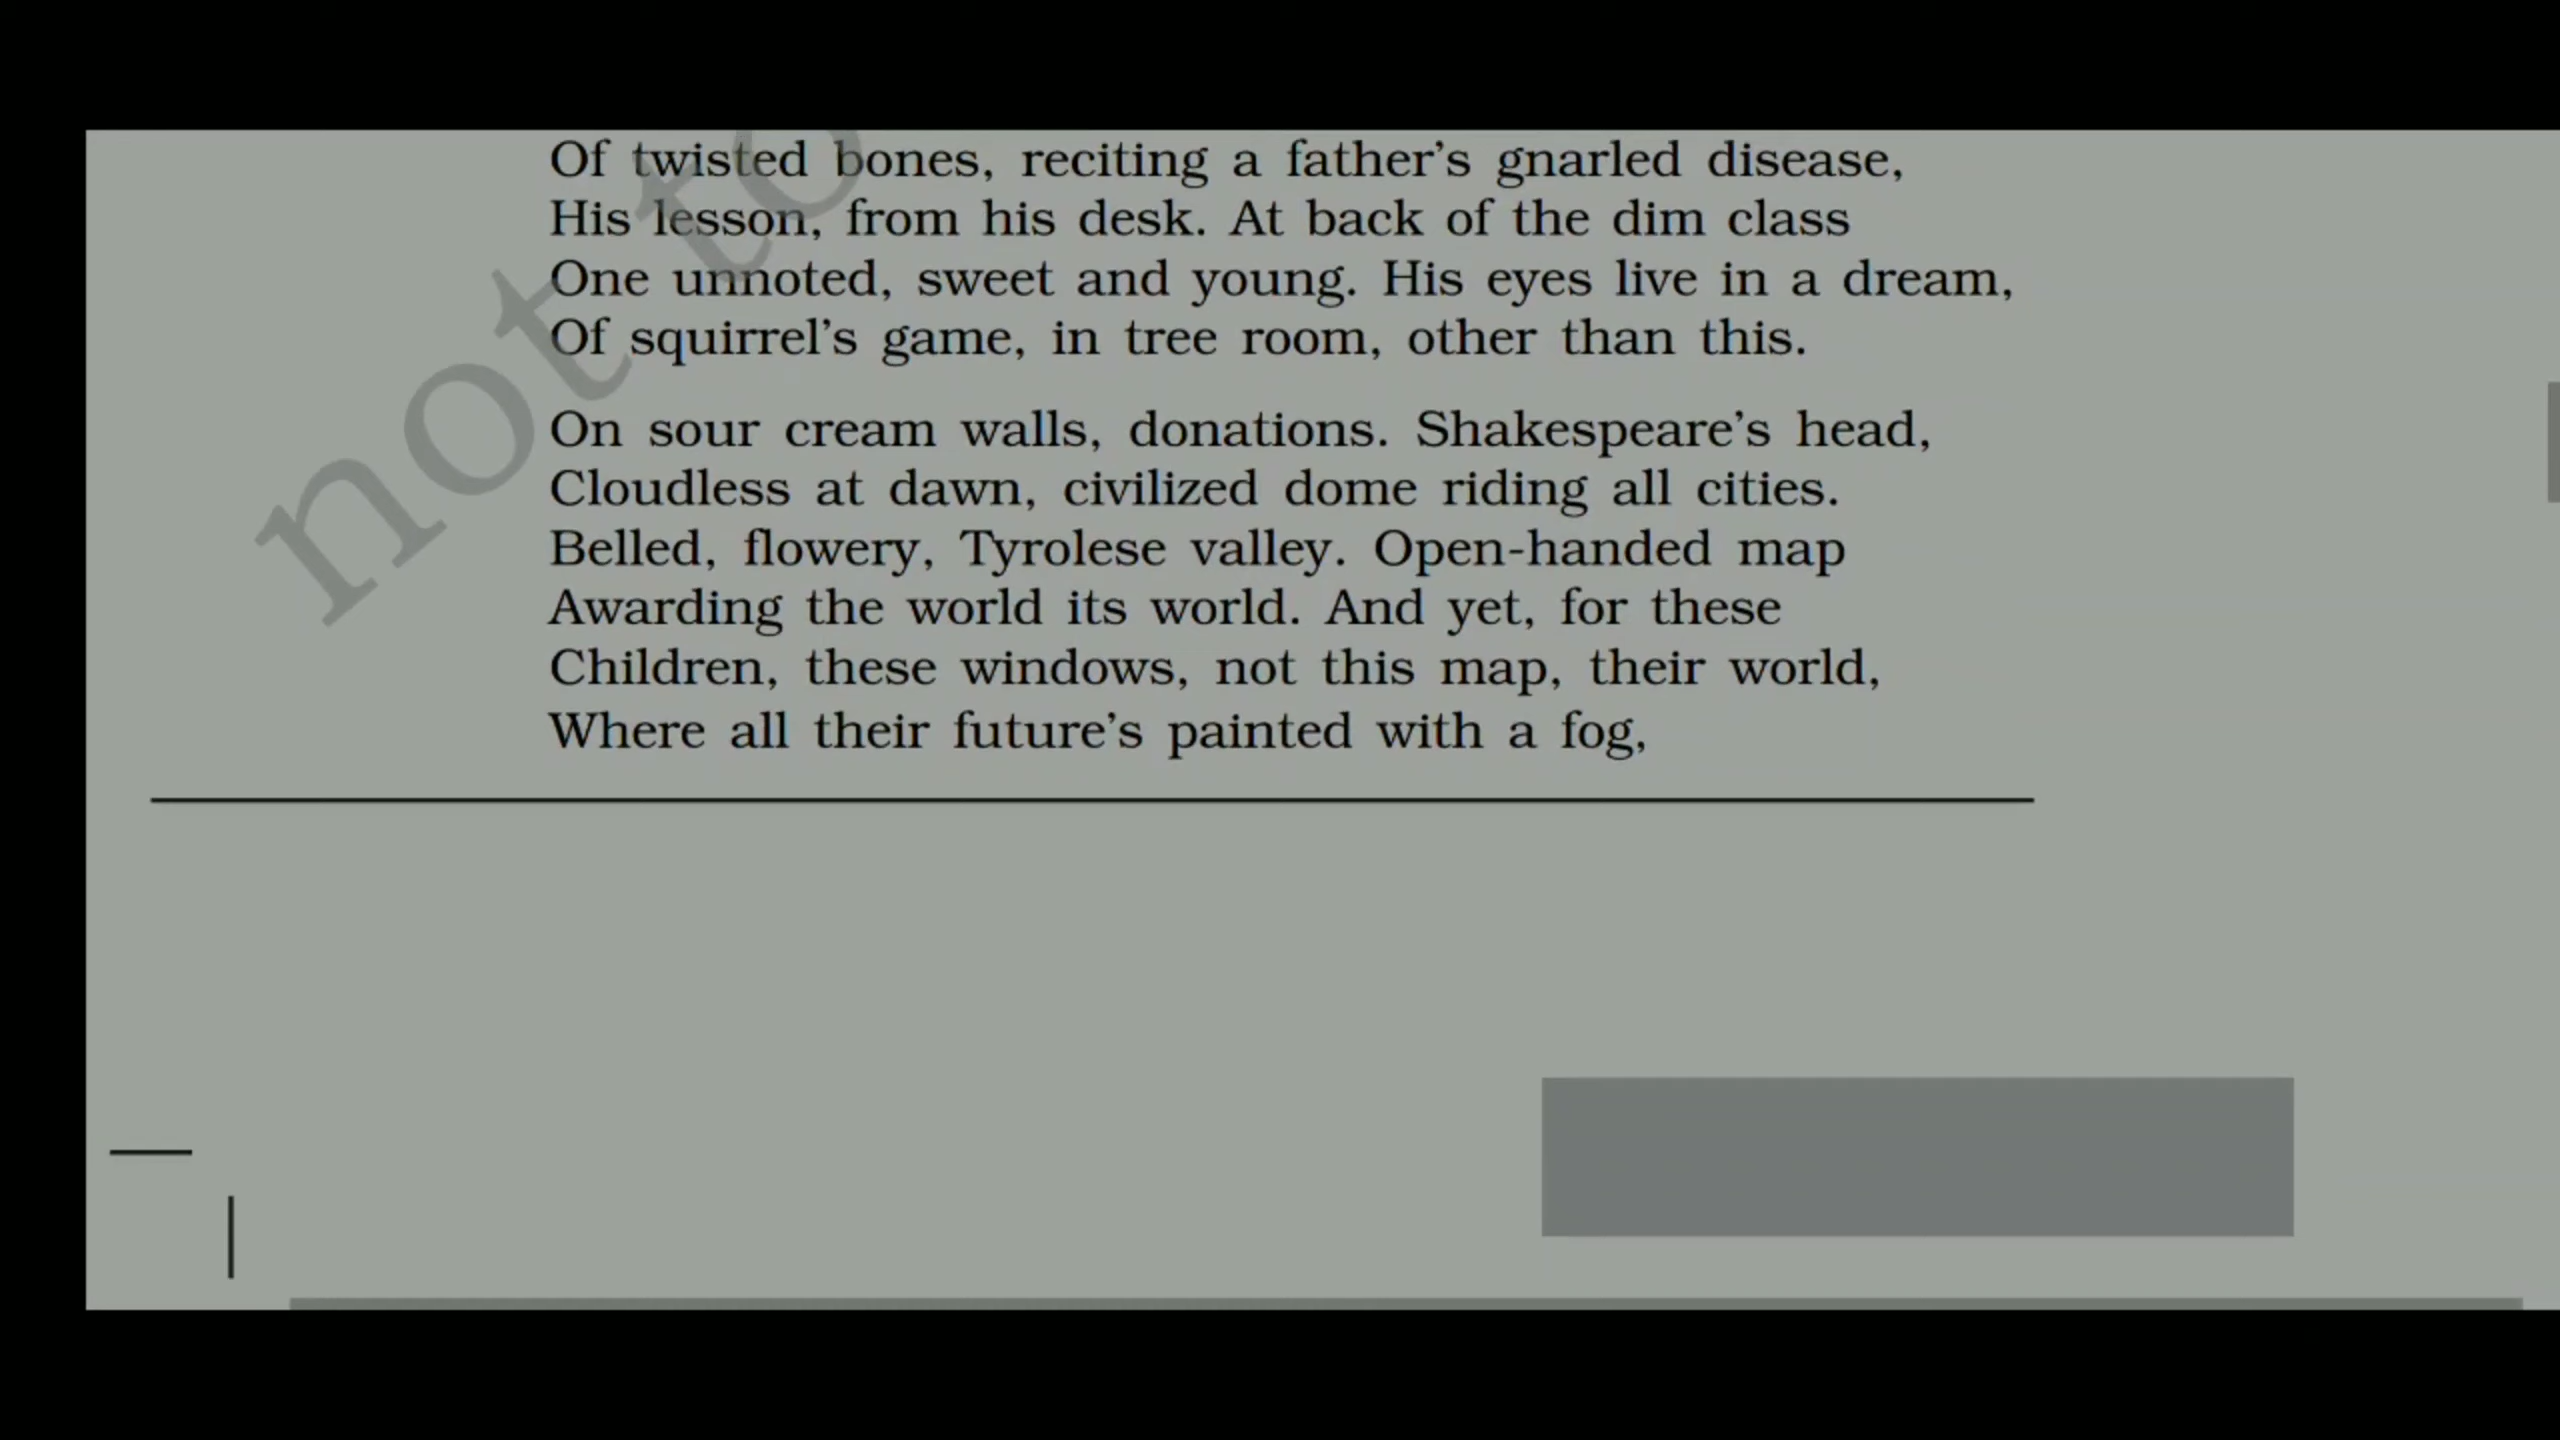 Of twisted bones, reciting a father’s gnarled disease,
His lesson, from his desk. At back of the dim class
One unnoted, sweet and young. His eyes live in a dream,
Of squirrel’s game, in tree room, other than this.
On sour cream walls, donations. Shakespeare’s head,
Cloudless at dawn, civilized dome riding all cities.
Belled, flowery, Tyrolese valley. Open-handed map
Awarding the world its world. And yet, for these
Children, these windows, not this map, their world,
Where all their future’s painted with a fog,
not to